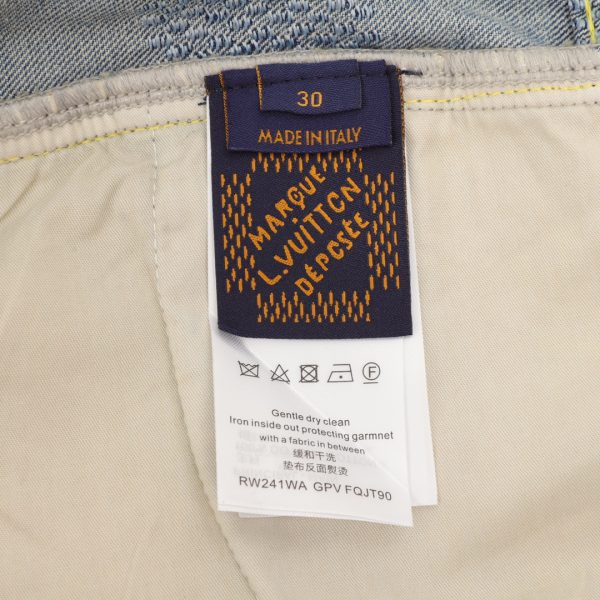 30
MADE IN ITALY
MARQUE
L.VUITTON
DÉPOSÉE
Gentle dry clean
Iron inside out protecting garmnet
with a fabric in between
缓和干洗
垫布反面熨烫
RW241WA GPV FQJT90